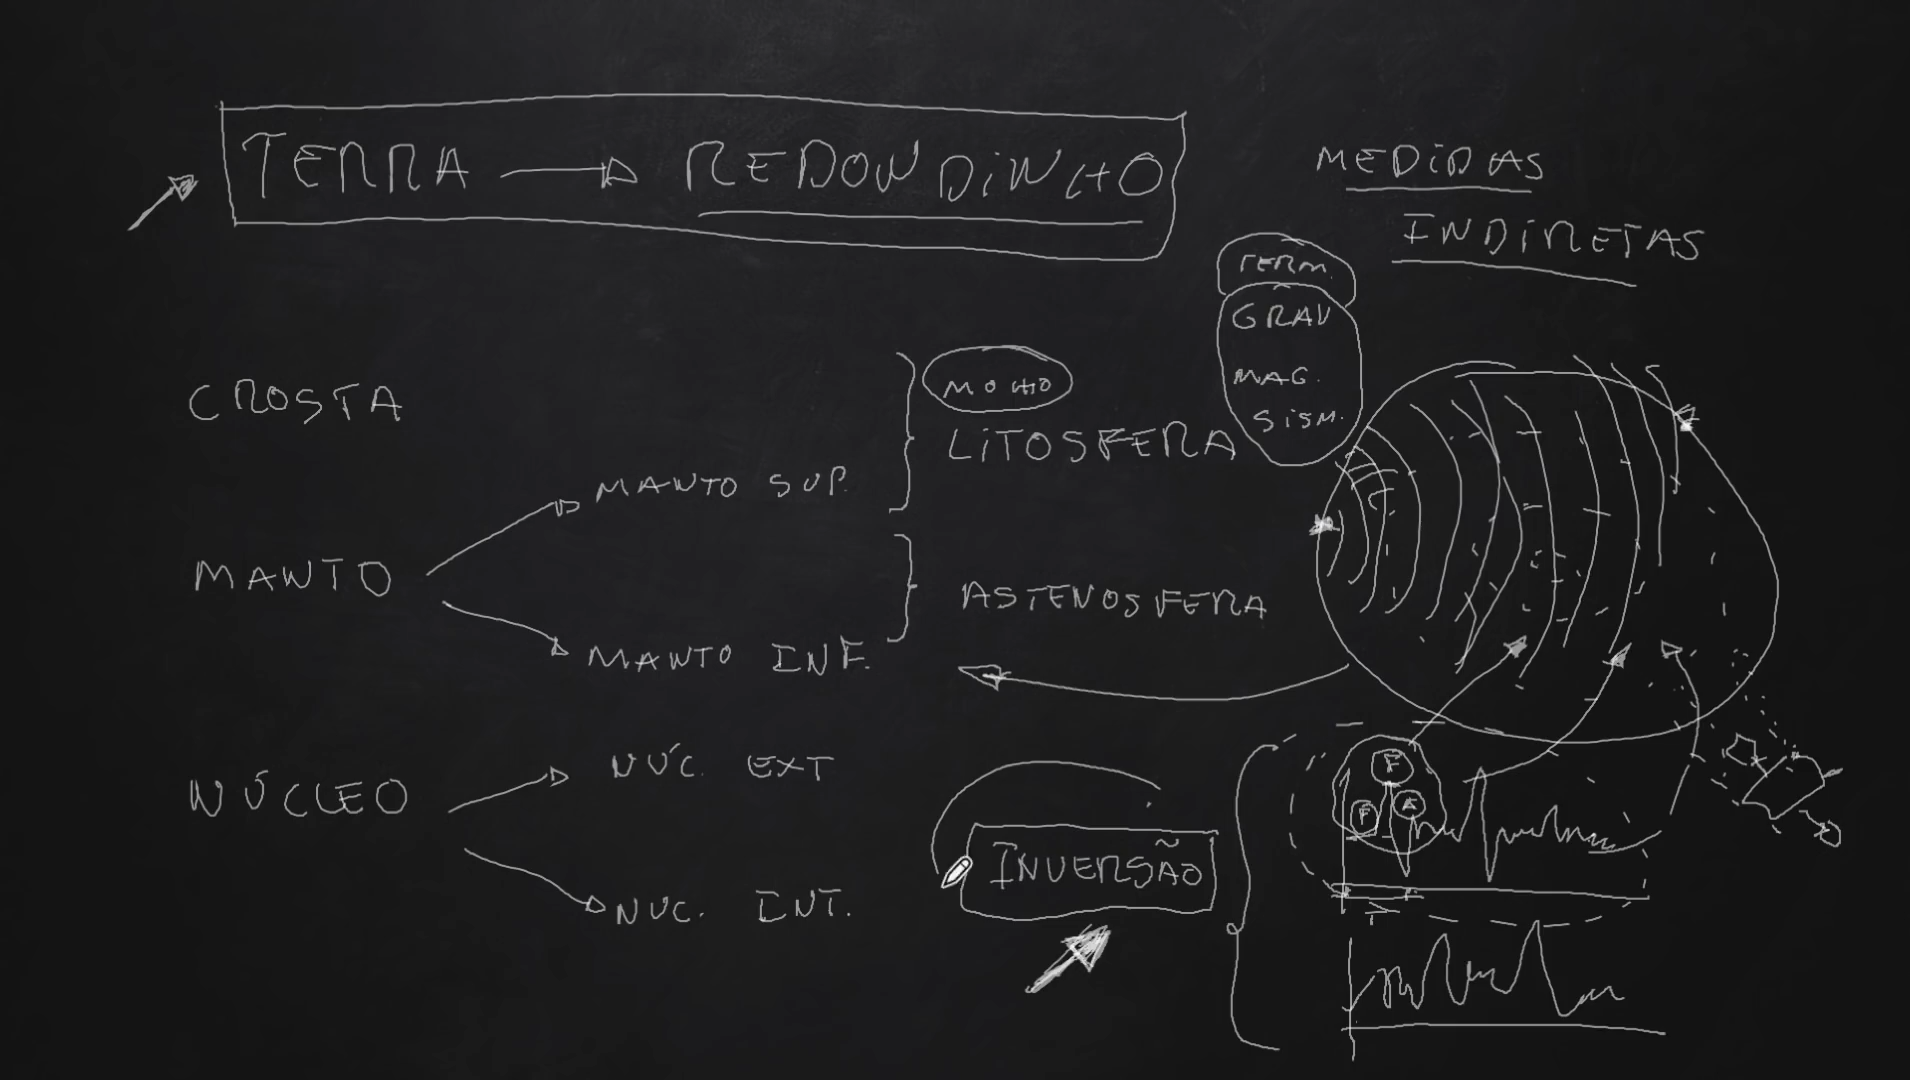 TERRA → REDONDINHO
MEDIDAS
INDIRETAS
TERM.
GRAV
MAG.
SISM.
CROSTA
MOHO
LITOSFERA
MANTO SUP.
MANTO
ASTENOSFERA
MANTO INF.
NÚCLEO
NÚC. EXT
NUC. INT.
INVERSÃO
F
F
A
T